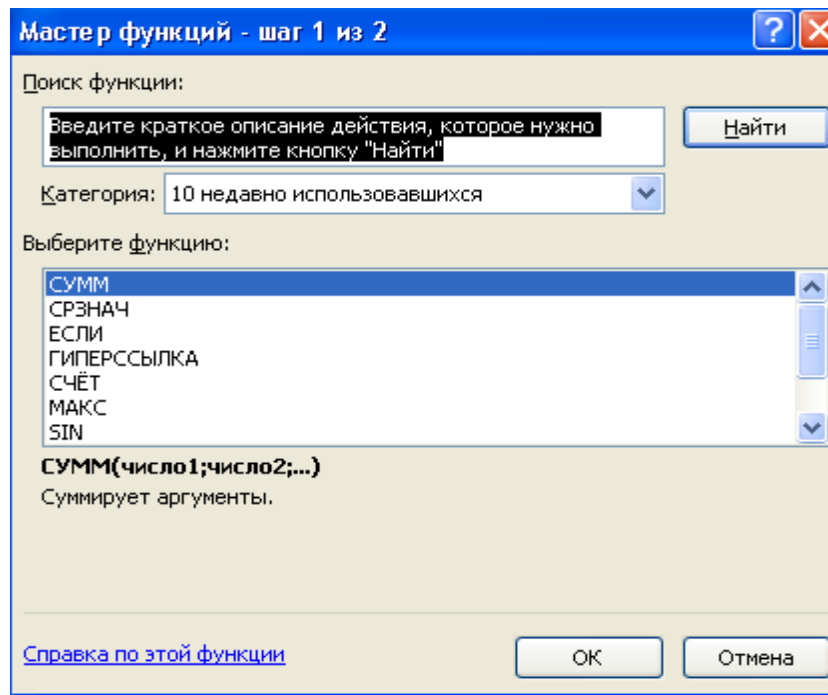 Мастер функций - шаг 1 из 2
Поиск функции:
Введите краткое описание действия, которое нужно
выполнить, и нажмите кнопку "Найти"
Найти
Категория: 10 недавно использовавшихся
Выберите функцию:
СУММ
СРЗНАЧ
ЕСЛИ
ГИПЕРССЫЛКА
СЧЁТ
МАКС
SIN
СУММ(число1;число2;...)
Суммирует аргументы.
Справка по этой функции
ОК
Отмена